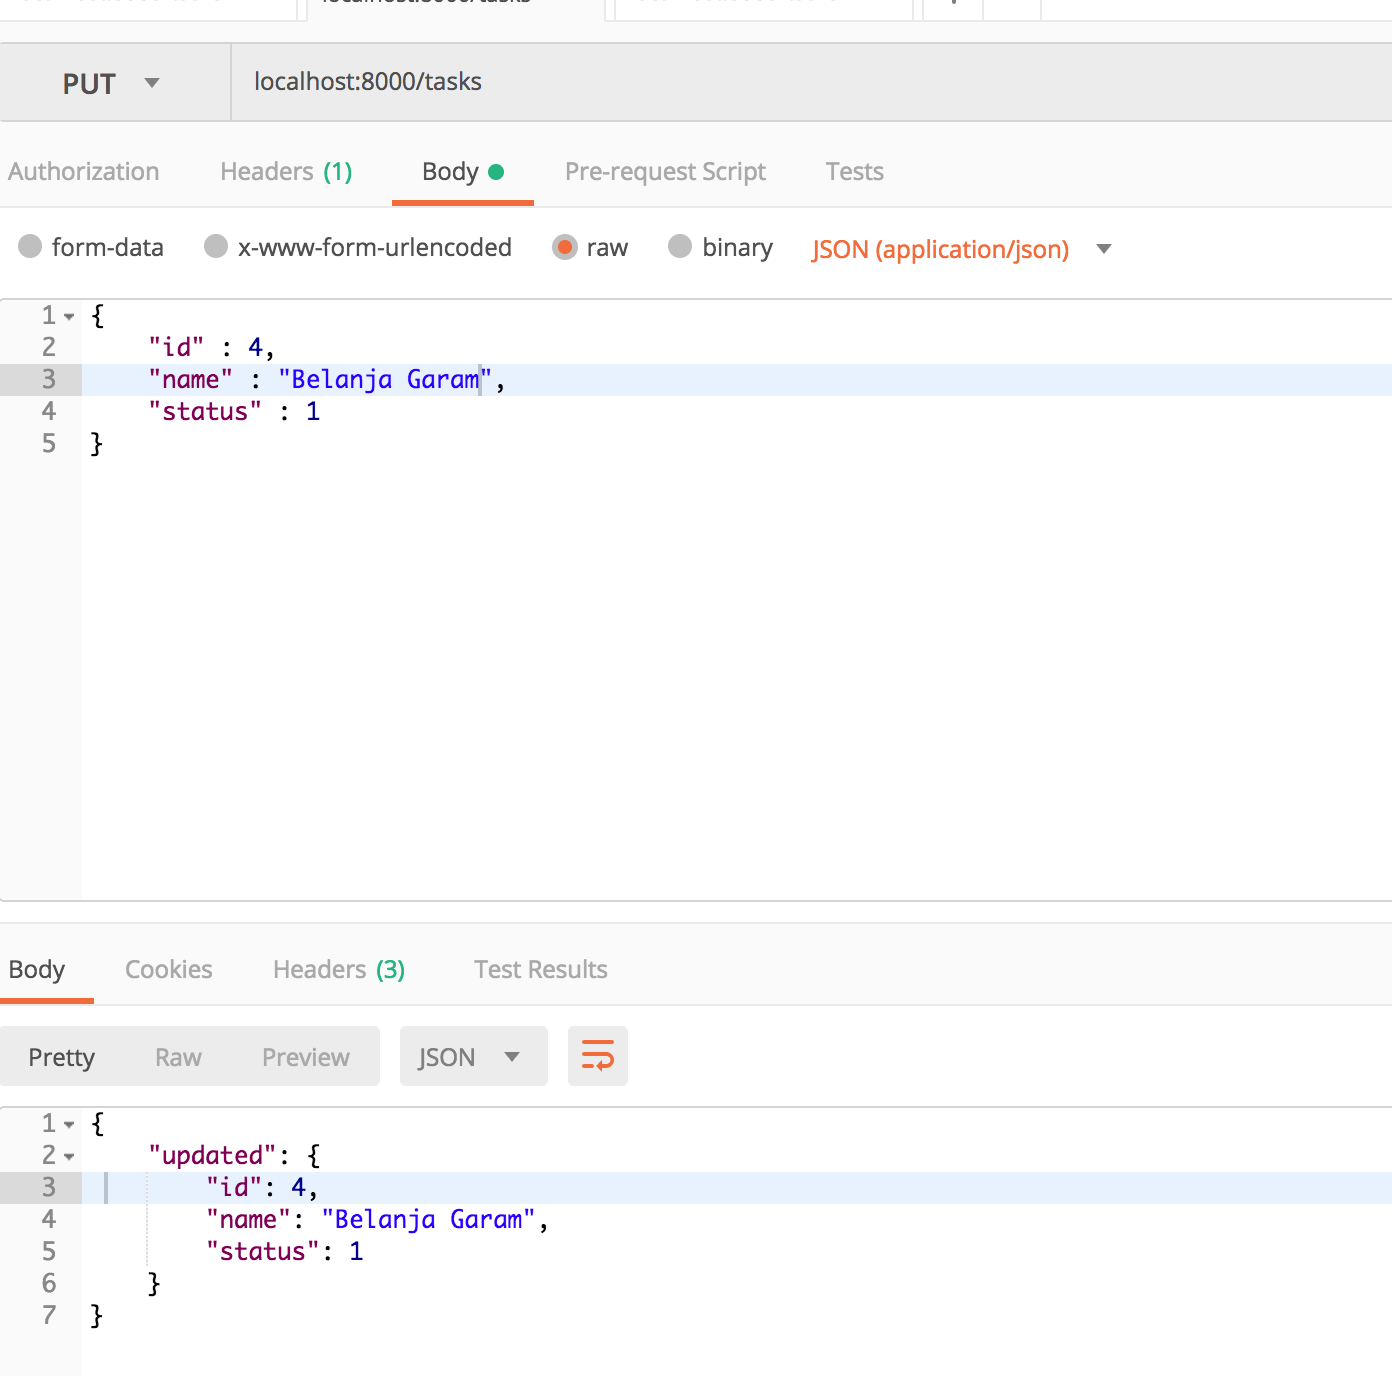 localhost:8000/tasks
PUT localhost:8000/tasks
Authorization Headers (1) Body Pre-request Script Tests
form-data x-www-form-urlencoded raw binary JSON (application/json)
1 {
2 "id" : 4,
3 "name" : "Belanja Garam",
4 "status" : 1
5 }
Body Cookies Headers (3) Test Results
Pretty Raw Preview JSON
1 {
2 "updated": {
3 "id": 4,
4 "name": "Belanja Garam",
5 "status": 1
6 }
7 }